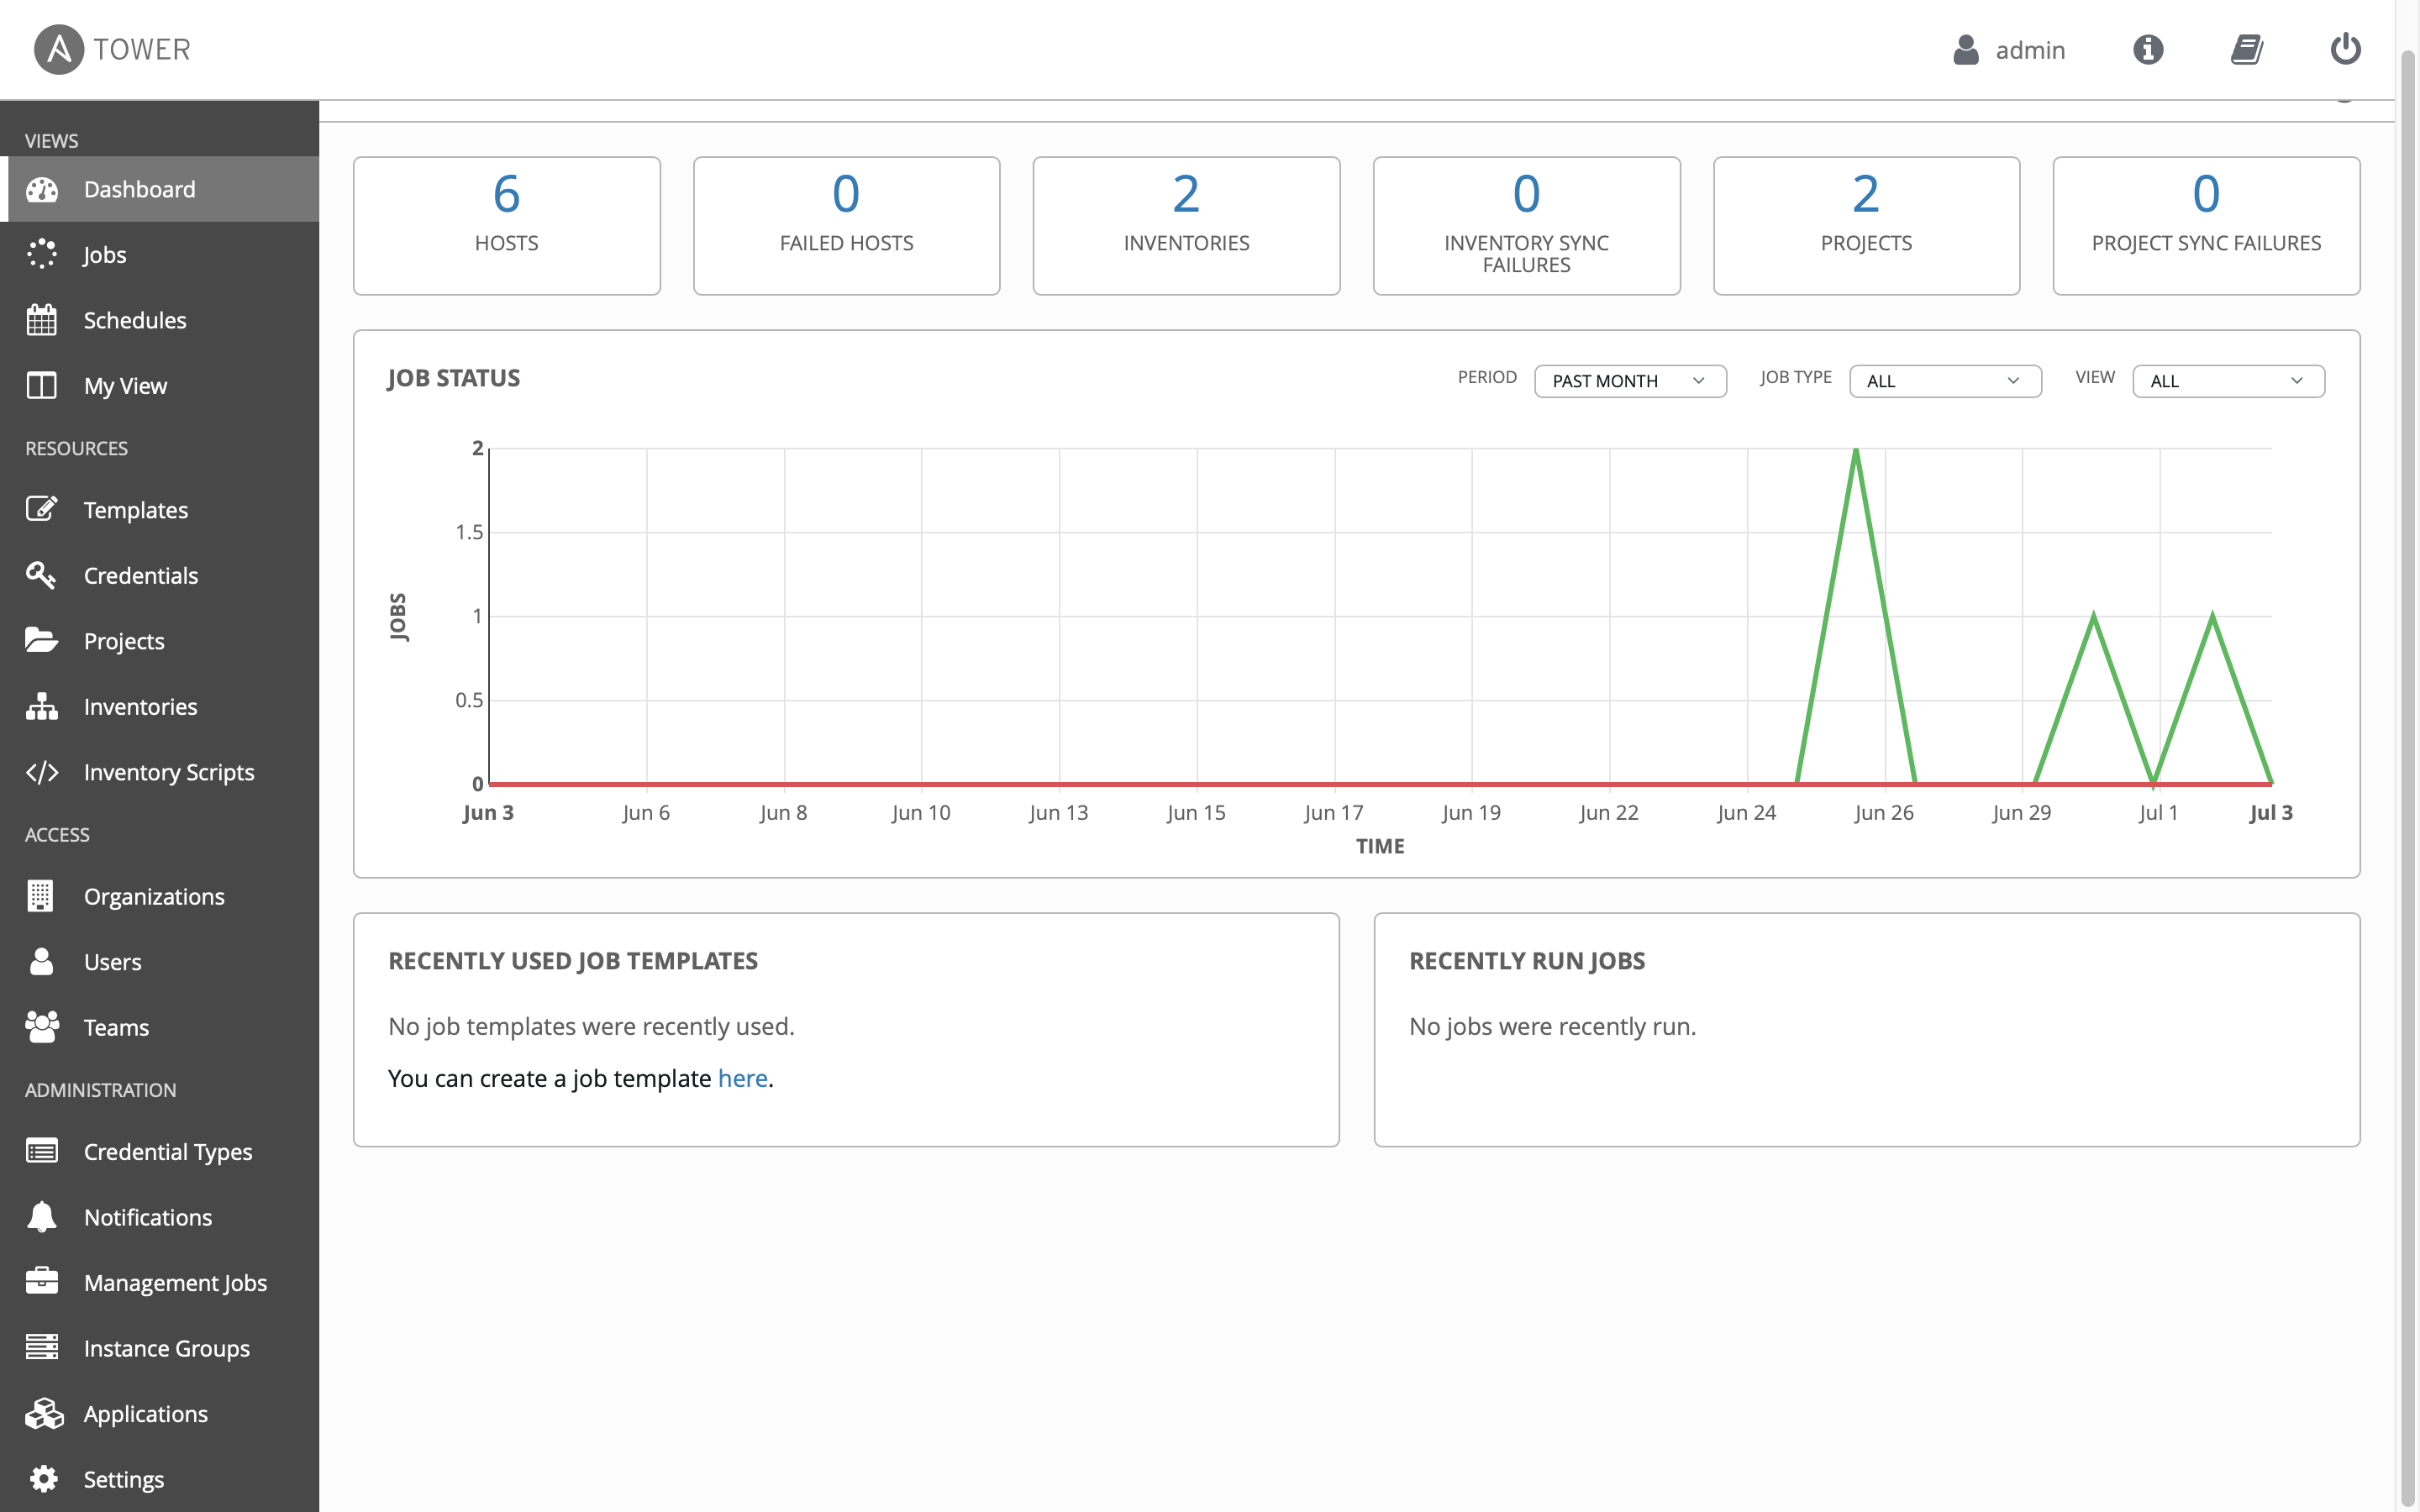 TOWER
admin
VIEWS
Dashboard
Jobs
Schedules
My View
RESOURCES
Templates
Credentials
Projects
Inventories
Inventory Scripts
ACCESS
Organizations
Users
Teams
ADMINISTRATION
Credential Types
Notifications
Management Jobs
Instance Groups
Applications
Settings
6
HOSTS
0
FAILED HOSTS
2
INVENTORIES
0
INVENTORY SYNC
FAILURES
2
PROJECTS
0
PROJECT SYNC FAILURES
JOB STATUS
PERIOD PAST MONTH JOB TYPE ALL VIEW ALL
2
1.5
1
0.5
0
JOBS
Jun 3 Jun 6 Jun 8 Jun 10 Jun 13 Jun 15 Jun 17 Jun 19 Jun 22 Jun 24 Jun 26 Jun 29 Jul 1 Jul 3
TIME
RECENTLY USED JOB TEMPLATES
No job templates were recently used.
You can create a job template here.
RECENTLY RUN JOBS
No jobs were recently run.